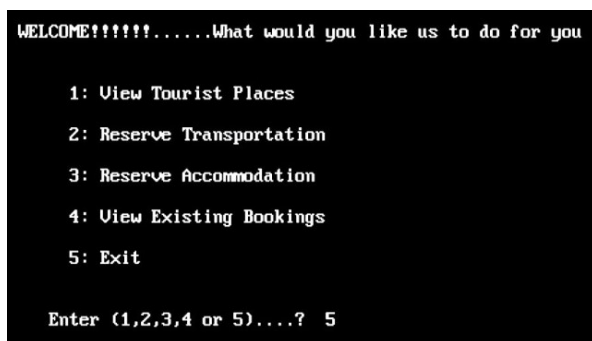 WELCOME!!!!!!......What would you like us to do for you
1: View Tourist Places
2: Reserve Transportation
3: Reserve Accommodation
4: View Existing Bookings
5: Exit
Enter (1,2,3,4 or 5)....? 5